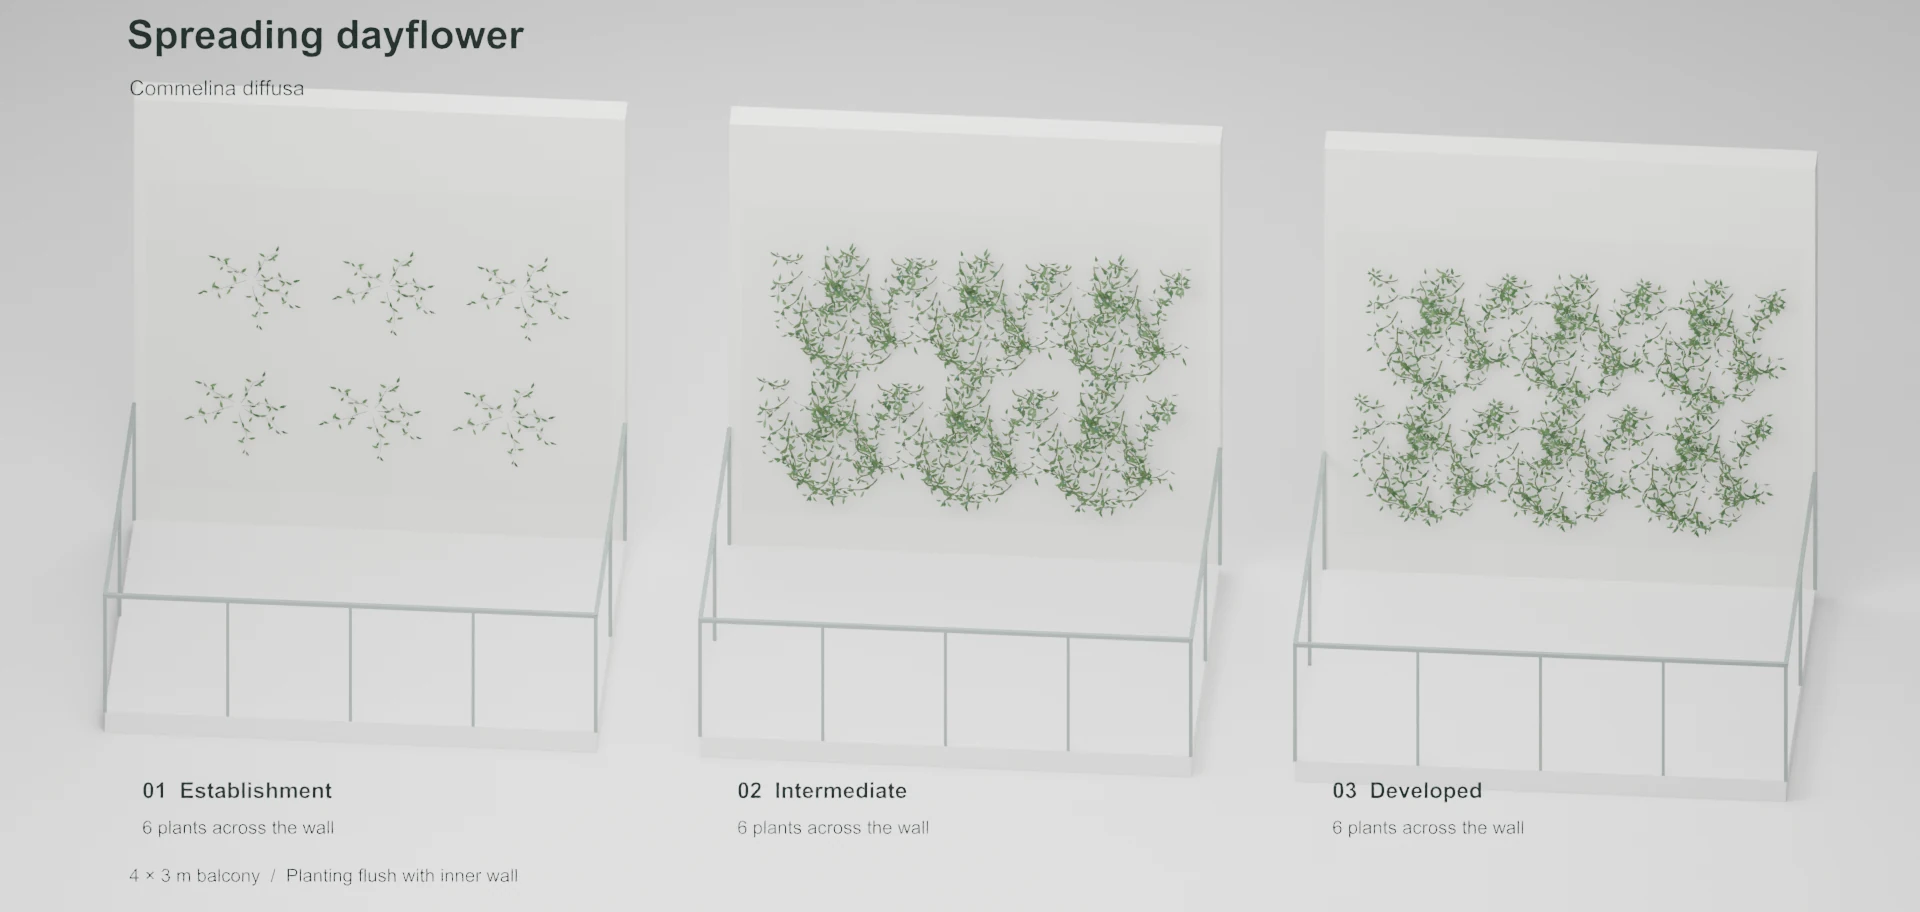 Spreading dayflower
Commelina diffusa
01 Establishment
6 plants across the wall
02 Intermediate
6 plants across the wall
03 Developed
6 plants across the wall
4 × 3 m balcony / Planting flush with inner wall